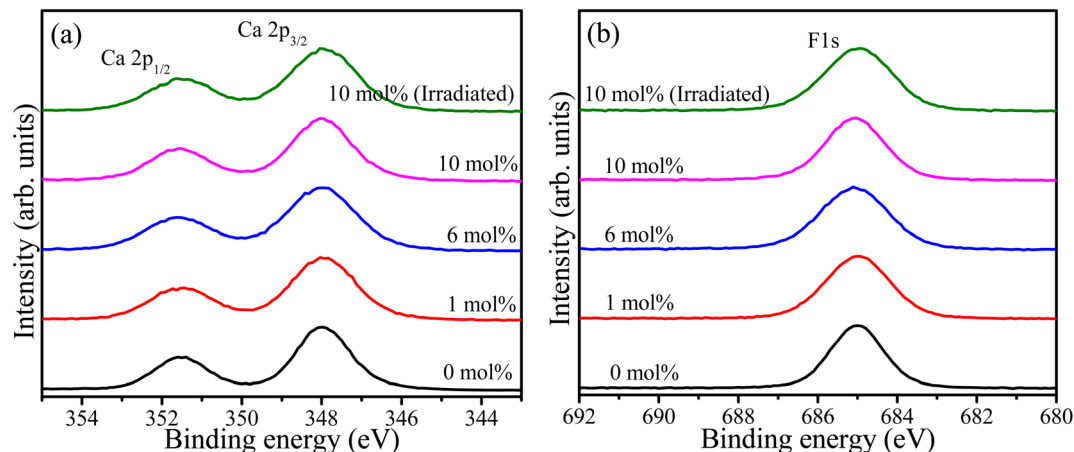 (a)
Ca 2p3/2
Ca 2p1/2
10 mol% (Irradiated)
10 mol%
6 mol%
1 mol%
0 mol%
Intensity (arb. units)
354 352 350 348 346 344
Binding energy (eV)
(b)
F1s
10 mol% (Irradiated)
10 mol%
6 mol%
1 mol%
0 mol%
Intensity (arb. units)
692 690 688 686 684 682 680
Binding energy (eV)